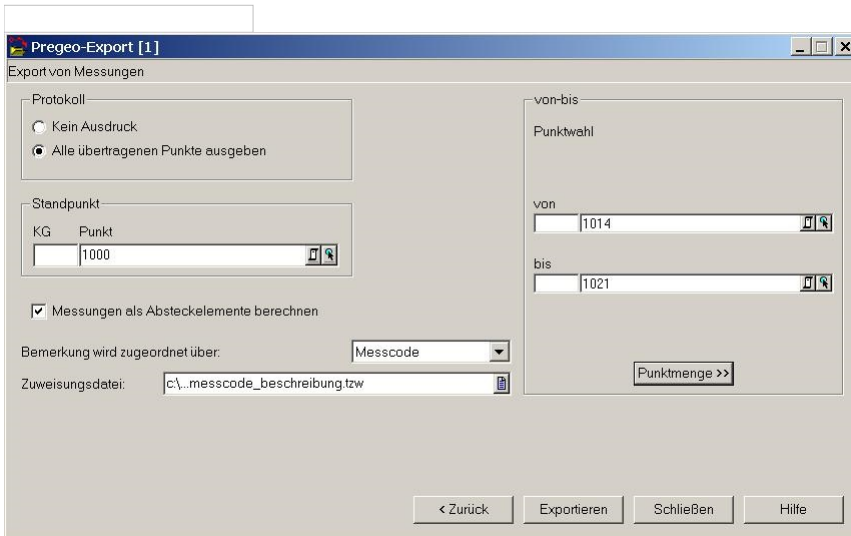 Pregeo-Export [1]
Export von Messungen
Protokoll
Kein Ausdruck
Alle übertragenen Punkte ausgeben
Standpunkt
KG Punkt
1000
Messungen als Absteckelemente berechnen
Bemerkung wird zugeordnet über: Messcode
Zuweisungsdatei: c:\...messcode_beschreibung.tzw
von-bis
Punktwahl
von
1014
bis
1021
Punktmenge >>
< Zurück Exportieren Schließen Hilfe